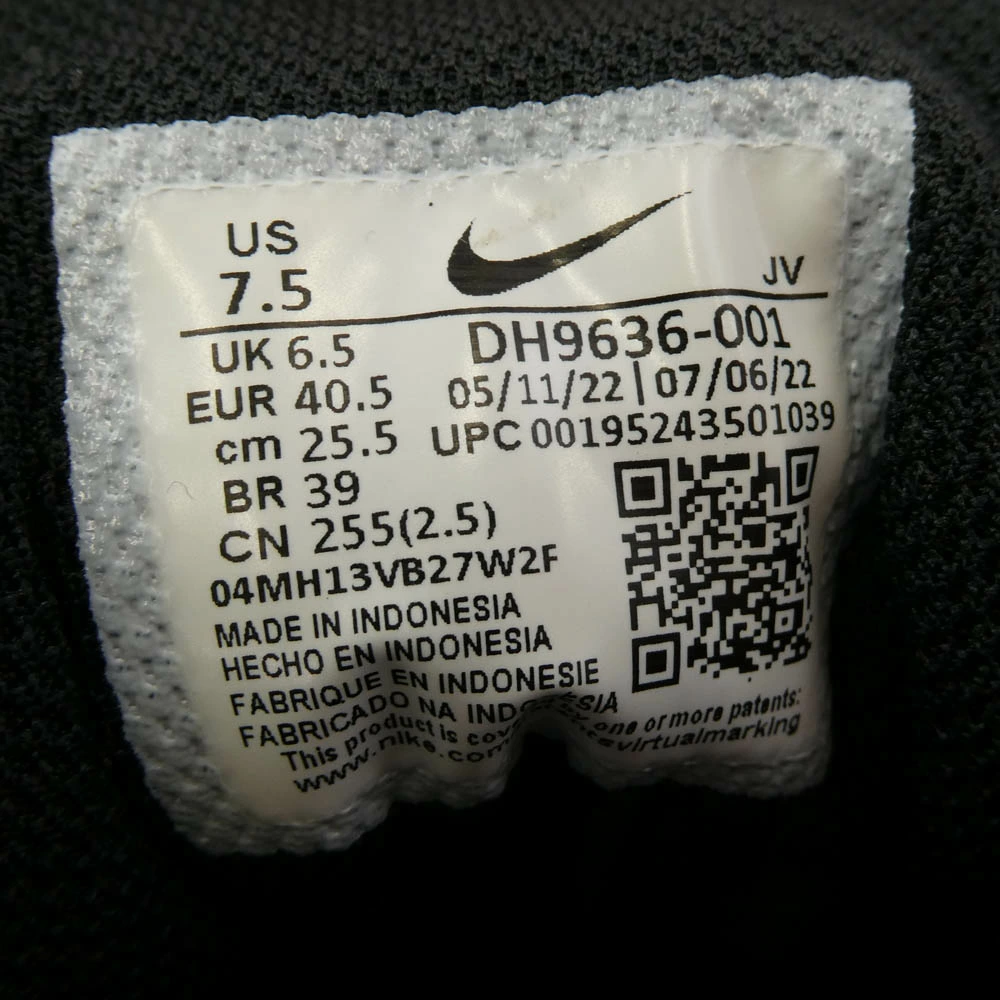 US
7.5
JV
UK 6.5
DH9636-001
EUR 40.5
05/11/22 | 07/06/22
cm 25.5
UPC 00195243501039
BR 39
CN 255(2.5)
04MH13VB27W2F
MADE IN INDONESIA
HECHO EN INDONESIA
FABRIQUE EN INDONESIE
FABRICADO NA INDONESIA
This product is one or more patents:
www.nike.com